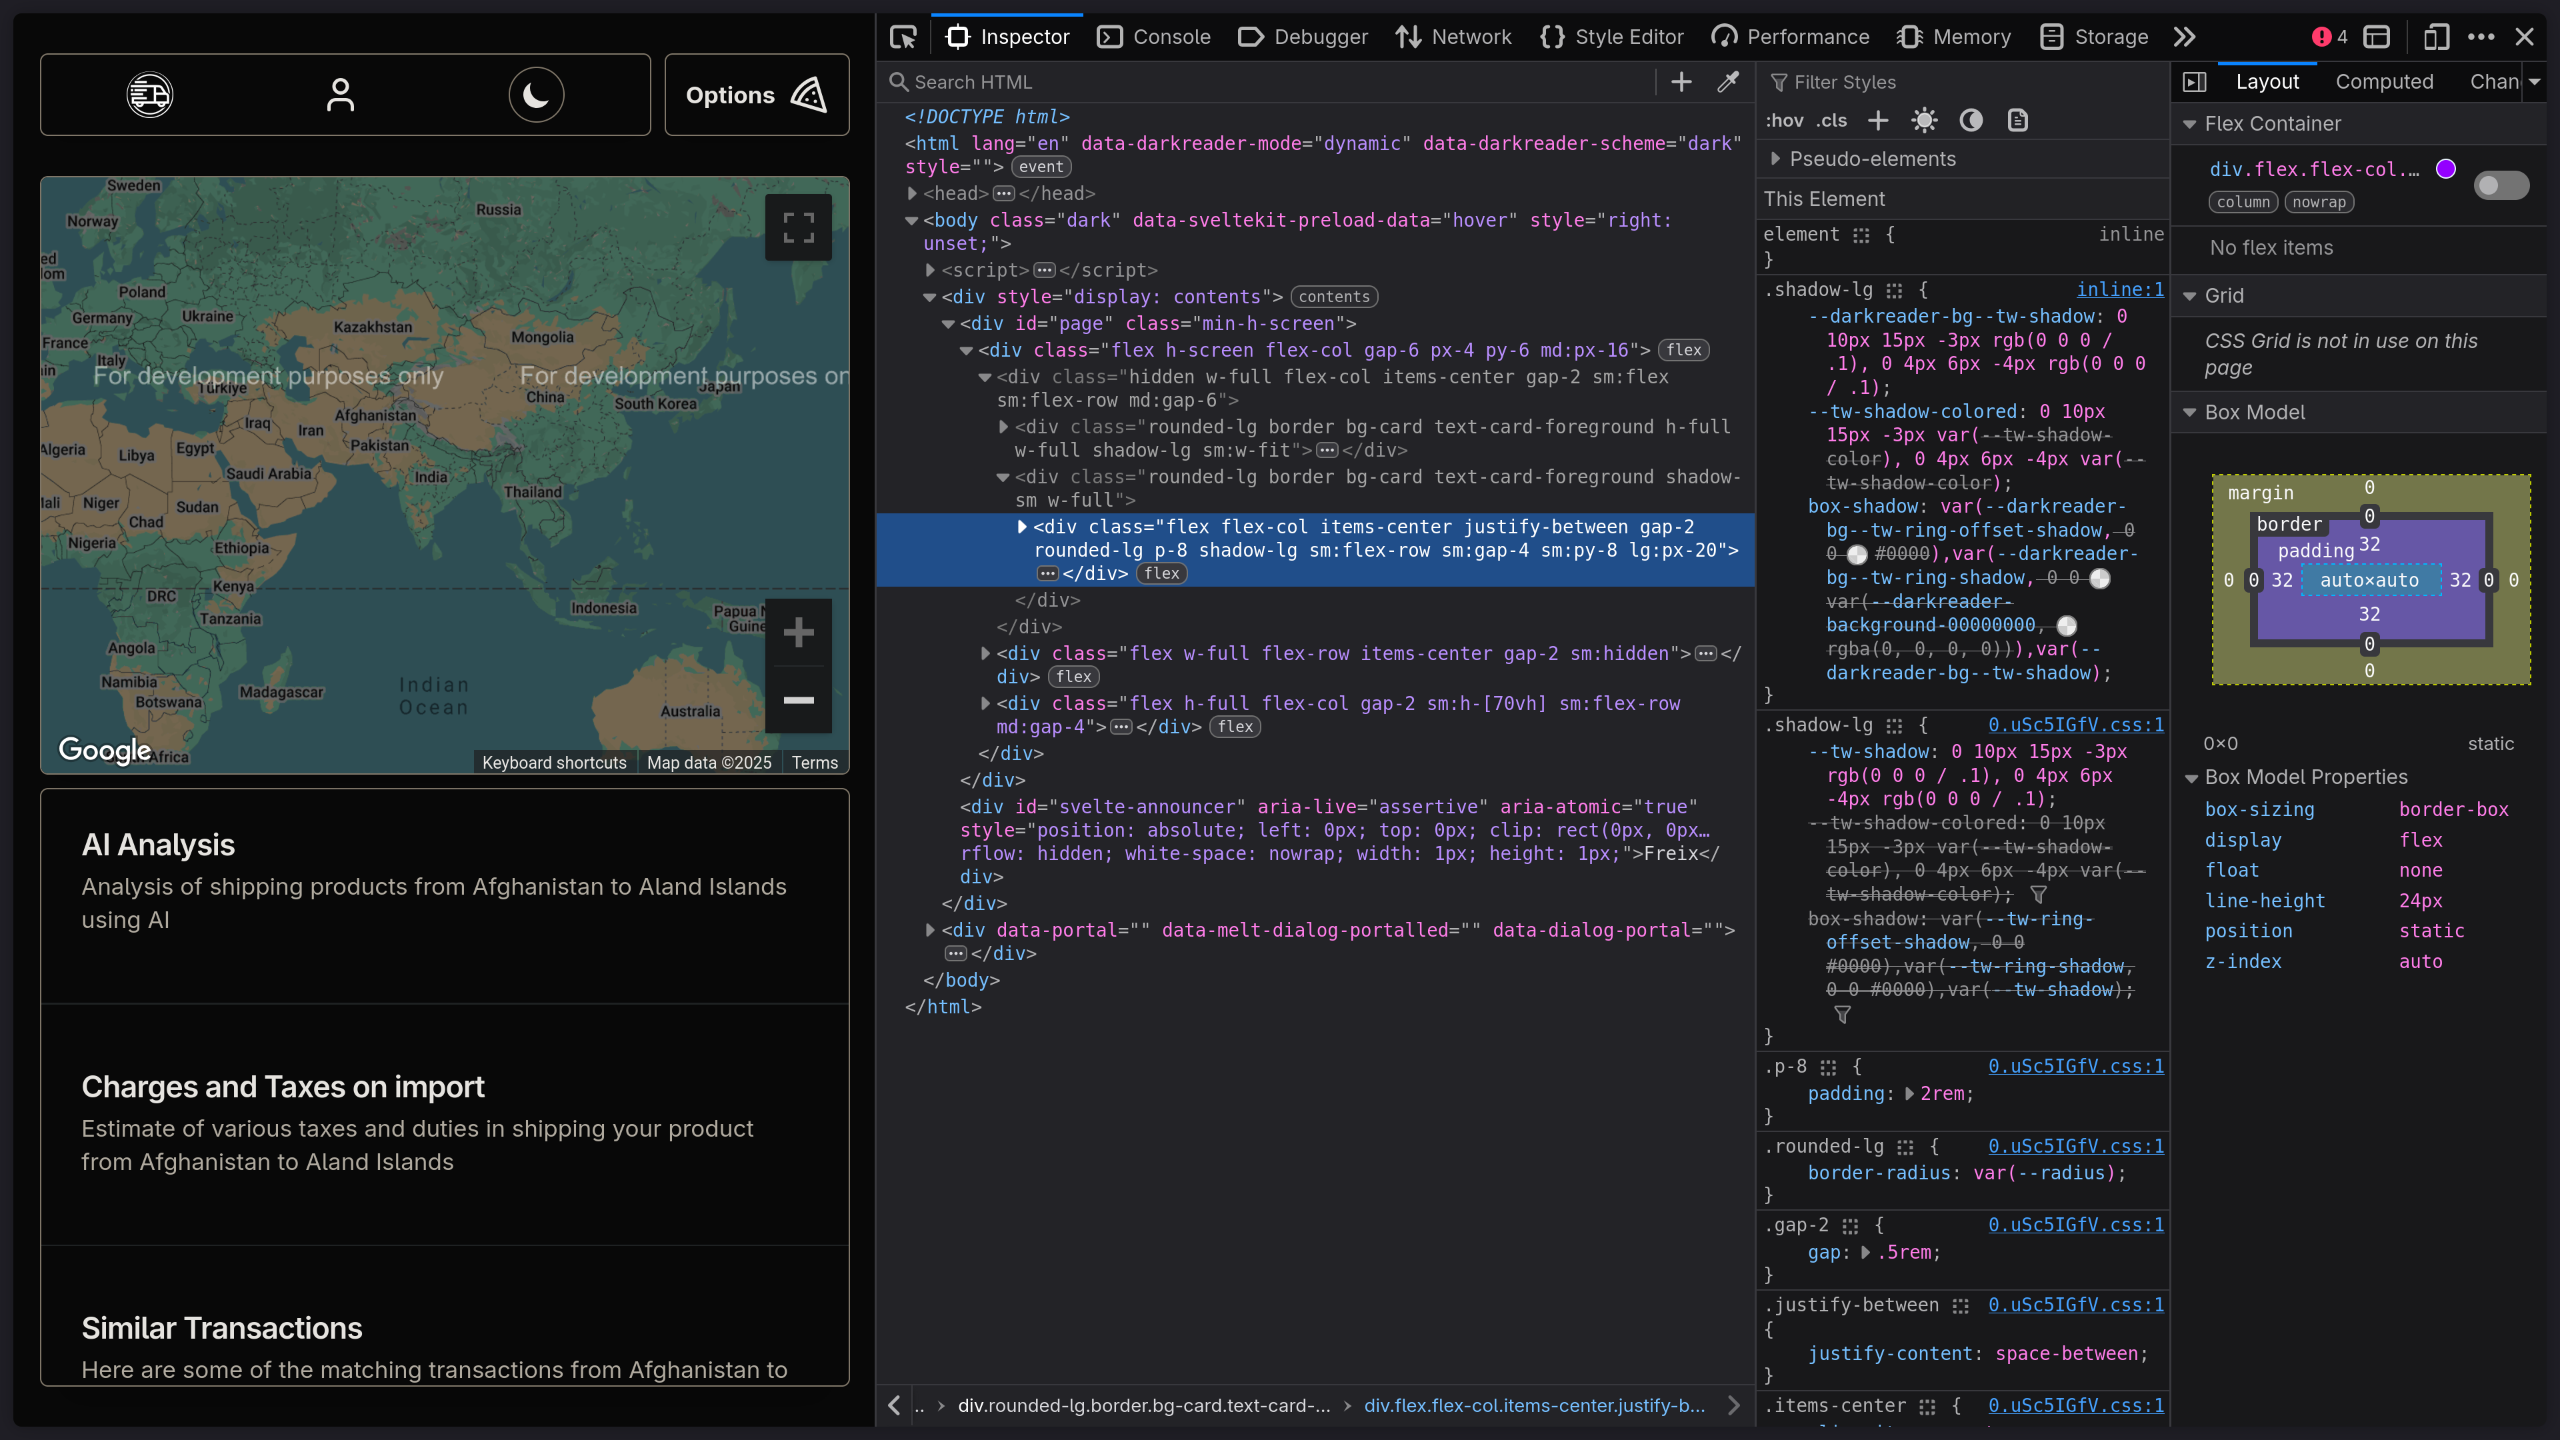 Options
Sweden
Norway
Russia
ed
dom
Poland
Germany
Ukraine
France
Kazakhstan
Mongolia
Italy
in
For development purposes only
For development purposes on
Türkiye
Japan
China
South Korea
Afghanistan
Iraq
Iran
Pakistan
Algeria
Libya
Egypt
Saudi Arabia
India
Thailand
ali
Niger
Sudan
Chad
Nigeria
Ethiopia
Kenya
DRC
Indonesia
Papua N
Guine
Tanzania
Angola
Namibia
Botswana
Madagascar
Indian
Ocean
Australia
Google
Africa
Keyboard shortcuts
Map data ©2025
Terms
AI Analysis
Analysis of shipping products from Afghanistan to Aland Islands
using AI
Charges and Taxes on import
Estimate of various taxes and duties in shipping your product
from Afghanistan to Aland Islands
Similar Transactions
Here are some of the matching transactions from Afghanistan to
Inspector Console Debugger Network Style Editor Performance Memory Storage 4
Search HTML
<!DOCTYPE html>
<html lang="en" data-darkreader-mode="dynamic" data-darkreader-scheme="dark"
style=""> event
<head>…</head>
<body class="dark" data-sveltekit-preload-data="hover" style="right:
unset;">
<script>…</script>
<div style="display: contents"> contents
<div id="page" class="min-h-screen">
<div class="flex h-screen flex-col gap-6 px-4 py-6 md:px-16"> flex
<div class="hidden w-full flex-col items-center gap-2 sm:flex
sm:flex-row md:gap-6">
<div class="rounded-lg border bg-card text-card-foreground h-full
w-full shadow-lg sm:w-fit">…</div>
<div class="rounded-lg border bg-card text-card-foreground shadow-
sm w-full">
<div class="flex flex-col items-center justify-between gap-2
rounded-lg p-8 shadow-lg sm:flex-row sm:gap-4 sm:py-8 lg:px-20">
…</div> flex
</div>
</div>
<div class="flex w-full flex-row items-center gap-2 sm:hidden">…</
div> flex
<div class="flex h-full flex-col gap-2 sm:h-[70vh] sm:flex-row
md:gap-4">…</div> flex
</div>
</div>
<div id="svelte-announcer" aria-live="assertive" aria-atomic="true"
style="position: absolute; left: 0px; top: 0px; clip: rect(0px, 0px…
rflow: hidden; white-space: nowrap; width: 1px; height: 1px;">Freix</
div>
</div>
<div data-portal="" data-melt-dialog-portalled="" data-dialog-portal="">
…</div>
</body>
</html>
.. div.rounded-lg.border.bg-card.text-card-... div.flex.flex-col.items-center.justify-b...
Filter Styles
:hov .cls
Pseudo-elements
This Element
element { inline
}
.shadow-lg { inline:1
--darkreader-bg--tw-shadow: 0
10px 15px -3px rgb(0 0 0 /
.1), 0 4px 6px -4px rgb(0 0 0
/ .1);
--tw-shadow-colored: 0 10px
15px -3px var(--tw-shadow-
color), 0 4px 6px -4px var(--
tw-shadow-color);
box-shadow: var(--darkreader-
bg--tw-ring-offset-shadow, 0
0 #0000),var(--darkreader-
bg--tw-ring-shadow, 0 0
var(--darkreader-
background-00000000,
rgba(0, 0, 0, 0))),var(--
darkreader-bg--tw-shadow);
}
.shadow-lg { 0.uSc5IGfV.css:1
--tw-shadow: 0 10px 15px -3px
rgb(0 0 0 / .1), 0 4px 6px
-4px rgb(0 0 0 / .1);
--tw-shadow-colored: 0 10px
15px -3px var(--tw-shadow-
color), 0 4px 6px -4px var(--
tw-shadow-color);
box-shadow: var(--tw-ring-
offset-shadow, 0 0
#0000),var(--tw-ring-shadow,
0 0 #0000),var(--tw-shadow);
}
.p-8 { 0.uSc5IGfV.css:1
padding: 2rem;
}
.rounded-lg { 0.uSc5IGfV.css:1
border-radius: var(--radius);
}
.gap-2 { 0.uSc5IGfV.css:1
gap: .5rem;
}
.justify-between 0.uSc5IGfV.css:1
{
justify-content: space-between;
}
.items-center { 0.uSc5IGfV.css:1
Layout Computed Chan
Flex Container
div.flex.flex-col....
column nowrap
No flex items
Grid
CSS Grid is not in use on this
page
Box Model
margin 0
border 0
padding 32
0 0 32 auto×auto 32 0 0
32
0
0
0×0 static
Box Model Properties
box-sizing border-box
display flex
float none
line-height 24px
position static
z-index auto